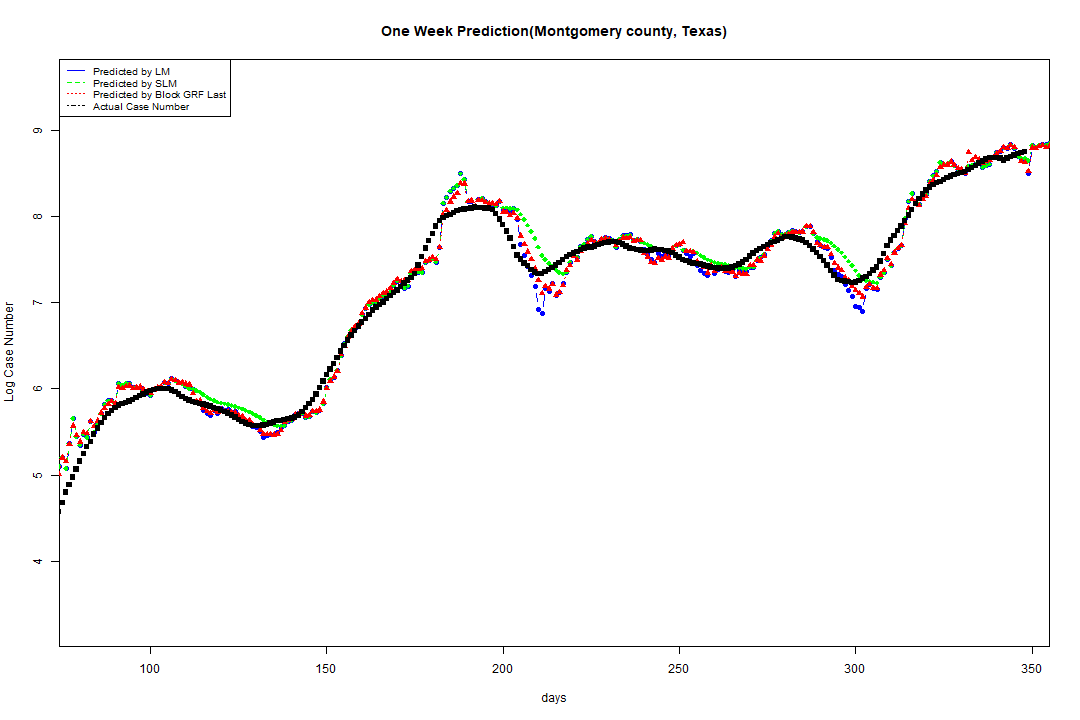 One Week Prediction(Montgomery county, Texas)
Predicted by LM
Predicted by SLM
Predicted by Block GRF Last
Actual Case Number
9
8
7
6
5
4
Log Case Number
100 150 200 250 300 350
days